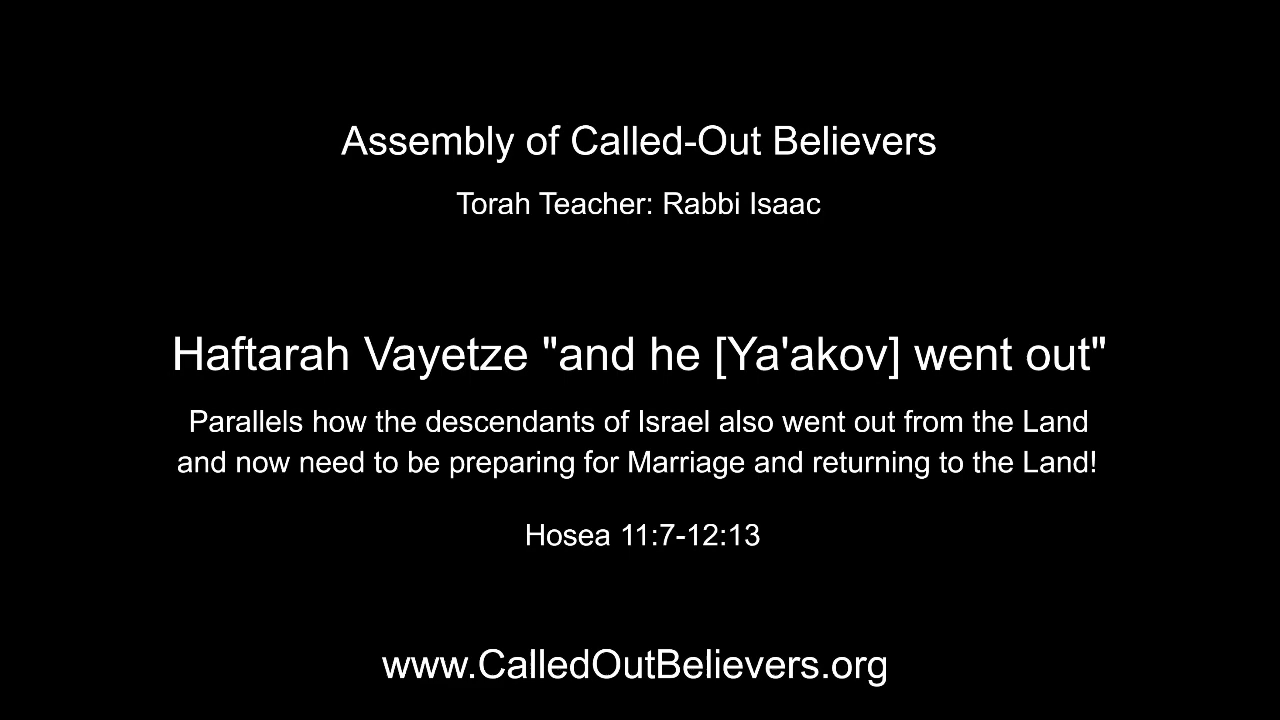 Assembly of Called-Out Believers
Torah Teacher: Rabbi Isaac
Haftarah Vayetze "and he [Ya'akov] went out"
Parallels how the descendants of Israel also went out from the Land
and now need to be preparing for Marriage and returning to the Land!
Hosea 11:7-12:13
www.CalledOutBelievers.org